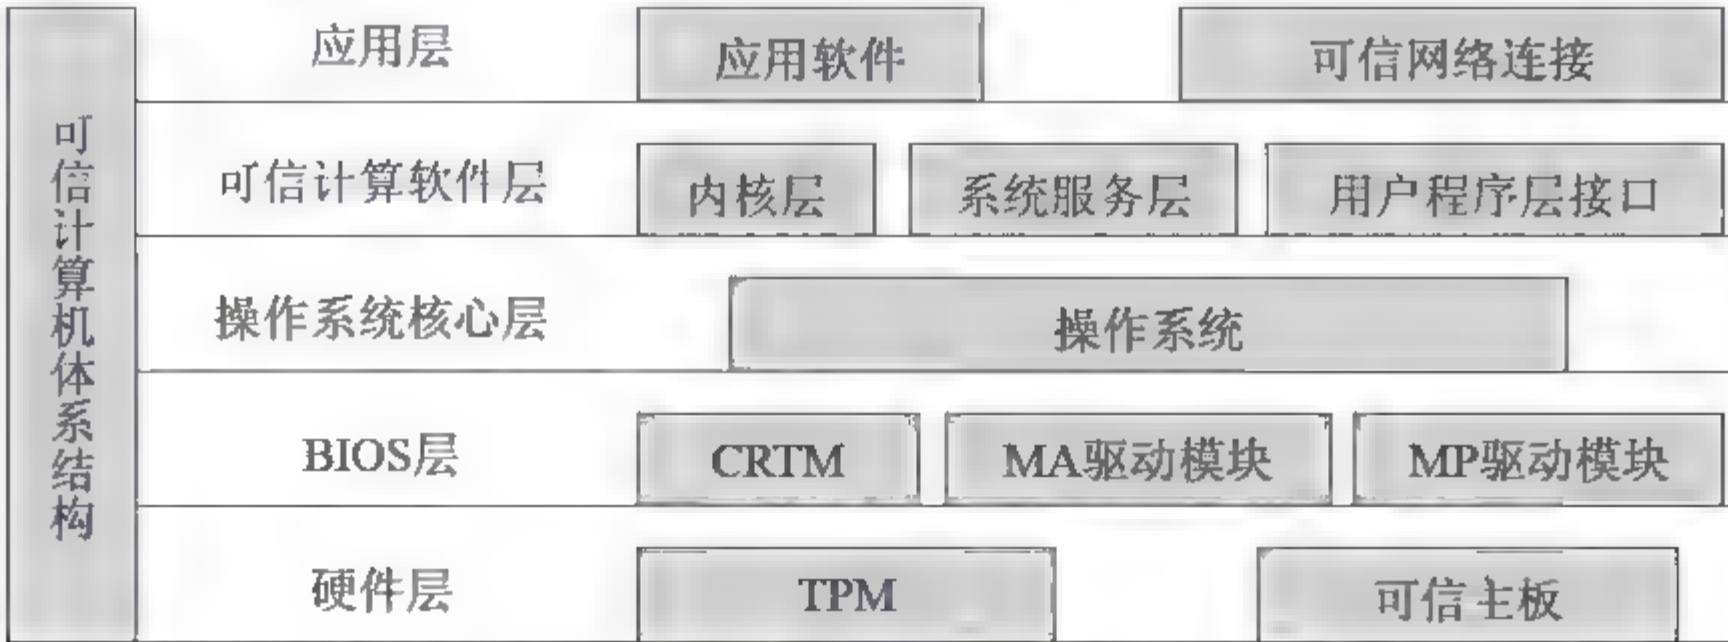 可信计算机体系结构
应用层 应用软件 可信网络连接
可信计算软件层 内核层 系统服务层 用户程序层接口
操作系统核心层 操作系统
BIOS层 CRTM MA驱动模块 MP驱动模块
硬件层 TPM 可信主板